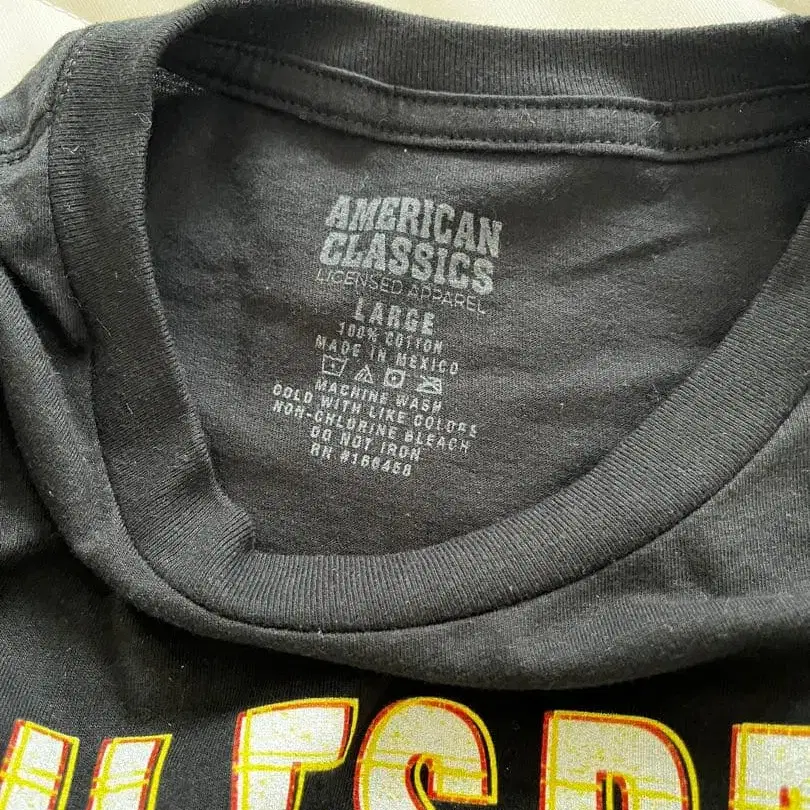 AMERICAN
CLASSICS
LICENSED APPAREL
LARGE
100% COTTON
MADE IN MEXICO
MACHINE WASH
COLD WITH LIKE COLORS
NON-CHLORINE BLEACH
DO NOT IRON
RN #166458